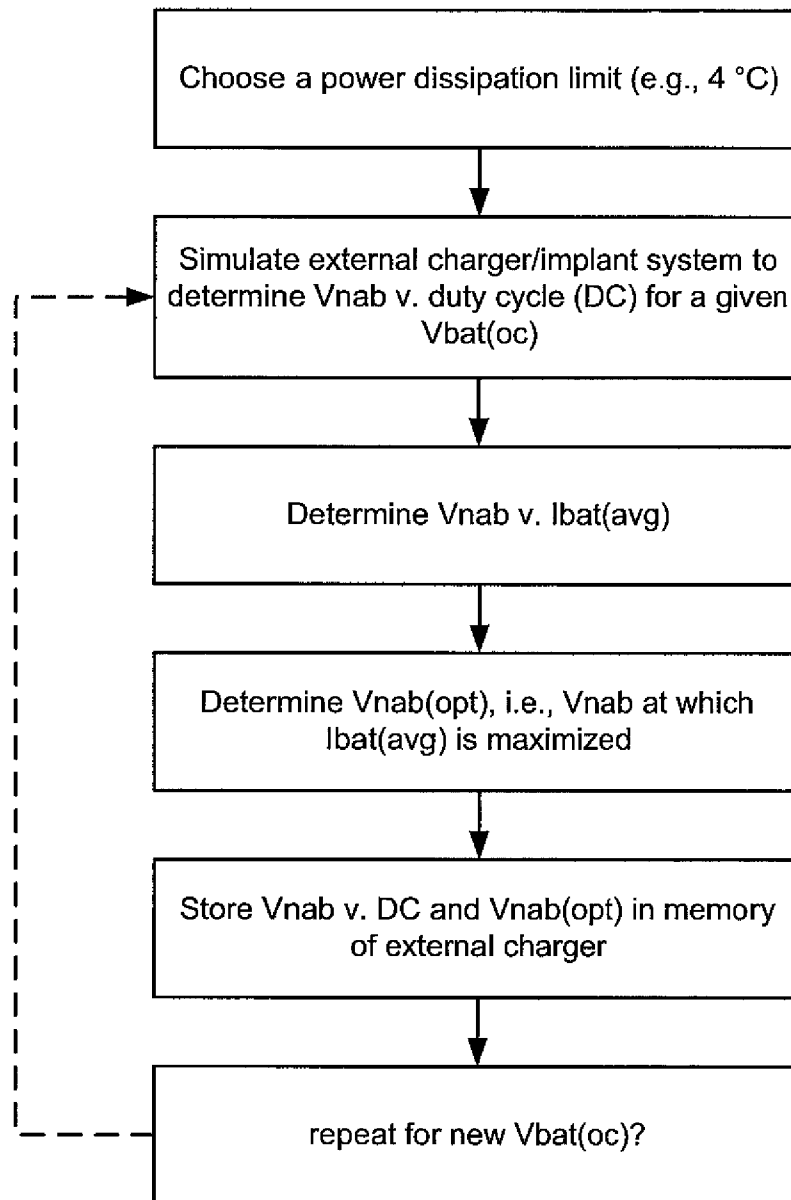 Choose a power dissipation limit (e.g., 4 °C)
Simulate external charger/implant system to
determine Vnab v. duty cycle (DC) for a given
Vbat(oc)
Determine Vnab v. Ibat(avg)
Determine Vnab(opt), i.e., Vnab at which
Ibat(avg) is maximized
Store Vnab v. DC and Vnab(opt) in memory
of external charger
repeat for new Vbat(oc)?